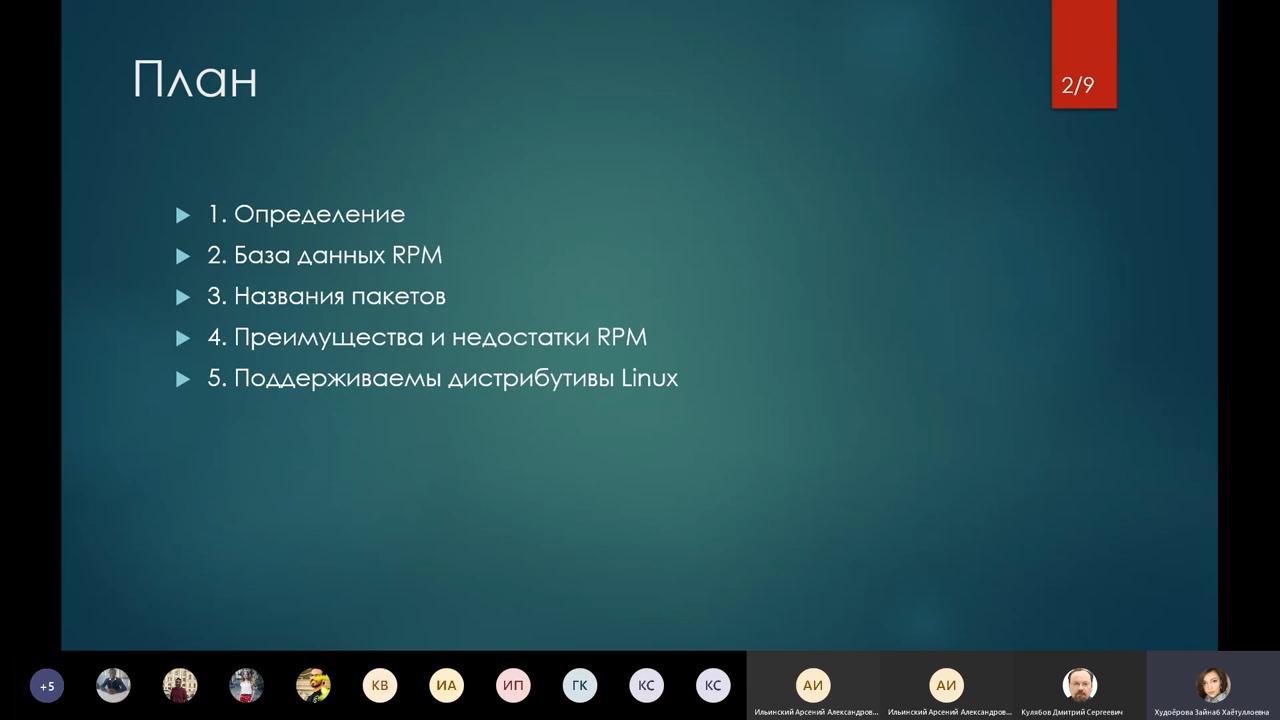 План
2/9
1. Определение
2. База данных RPM
3. Названия пакетов
4. Преимущества и недостатки RPM
5. Поддерживаемы дистрибутивы Linux
+5
КВ
ИА
ИП
ГК
КС
КС
АИ
АИ
Ильинский Арсений Александров...
Ильинский Арсений Александров...
Кулябов Дмитрий Сергеевич
Худоёрова Зайнаб Хаётуллоевна